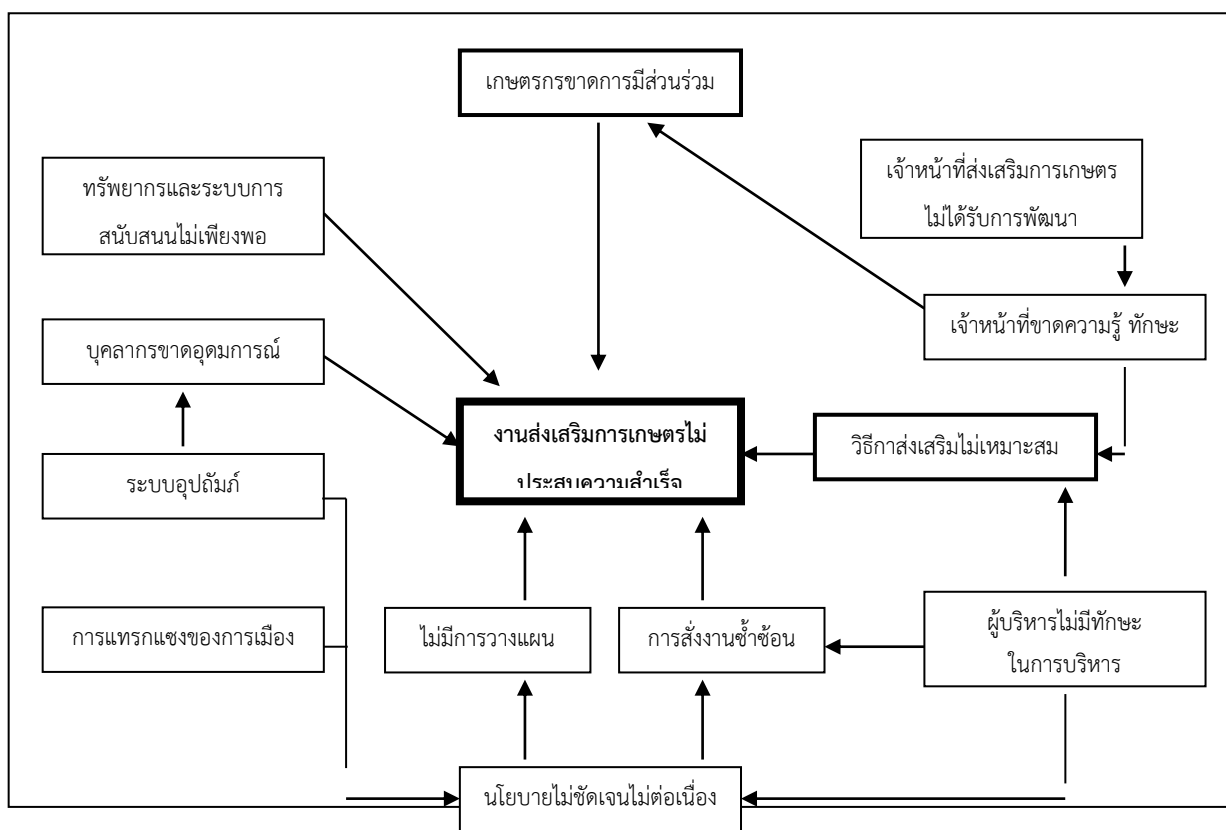 เกษตรกรขาดการมีส่วนร่วม
เจ้าหน้าที่ส่งเสริมการเกษตร
ไม่ได้รับการพัฒนา
ทรัพยากรและระบบการ
สนับสนนไม่เพียงพอ
เจ้าหน้าที่ขาดความรู้ ทักษะ
บุคลากรขาดอุดมการณ์
งานส่งเสริมการเกษตรไม่
ประสบความสำเร็จ
วิธีกาส่งเสริมไม่เหมาะสม
ระบบอุปถัมภ์
การแทรกแซงของการเมือง
ไม่มีการวางแผน
การสั่งงานซ้ำซ้อน
ผู้บริหารไม่มีทักษะ
ในการบริหาร
นโยบายไม่ชัดเจนไม่ต่อเนื่อง